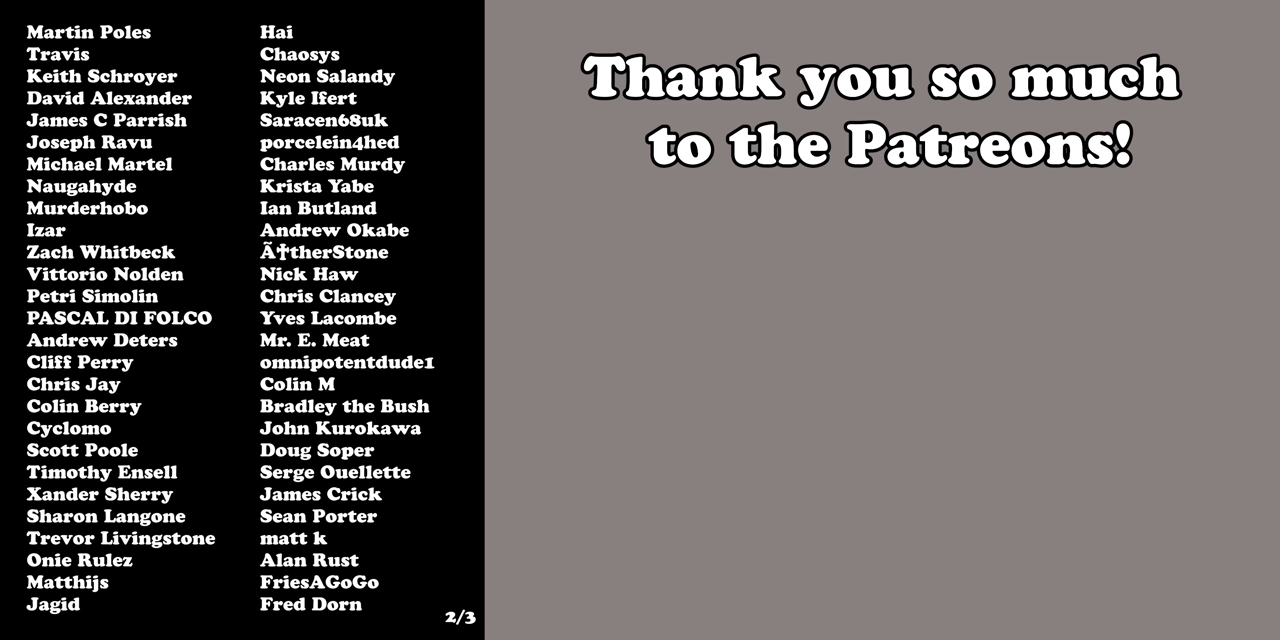 Martin Poles
Travis
Keith Schroyer
David Alexander
James C Parrish
Joseph Ravu
Michael Martel
Naugahyde
Murderhobo
Izar
Zach Whitbeck
Vittorio Nolden
Petri Simolin
PASCAL DI FOLCO
Andrew Deters
Cliff Perry
Chris Jay
Colin Berry
Cyclomo
Scott Poole
Timothy Ensell
Xander Sherry
Sharon Langone
Trevor Livingstone
Onie Rulez
Matthijs
Jagid
Hai
Chaosys
Neon Salandy
Kyle Ifert
Saracen68uk
porcelein4hed
Charles Murdy
Krista Yabe
Ian Butland
Andrew Okabe
Ã†therStone
Nick Haw
Chris Clancey
Yves Lacombe
Mr. E. Meat
omnipotentdude1
Colin M
Bradley the Bush
John Kurokawa
Doug Soper
Serge Ouellette
James Crick
Sean Porter
matt k
Alan Rust
FriesAGoGo
Fred Dorn
2/3
Thank you so much
to the Patreons!